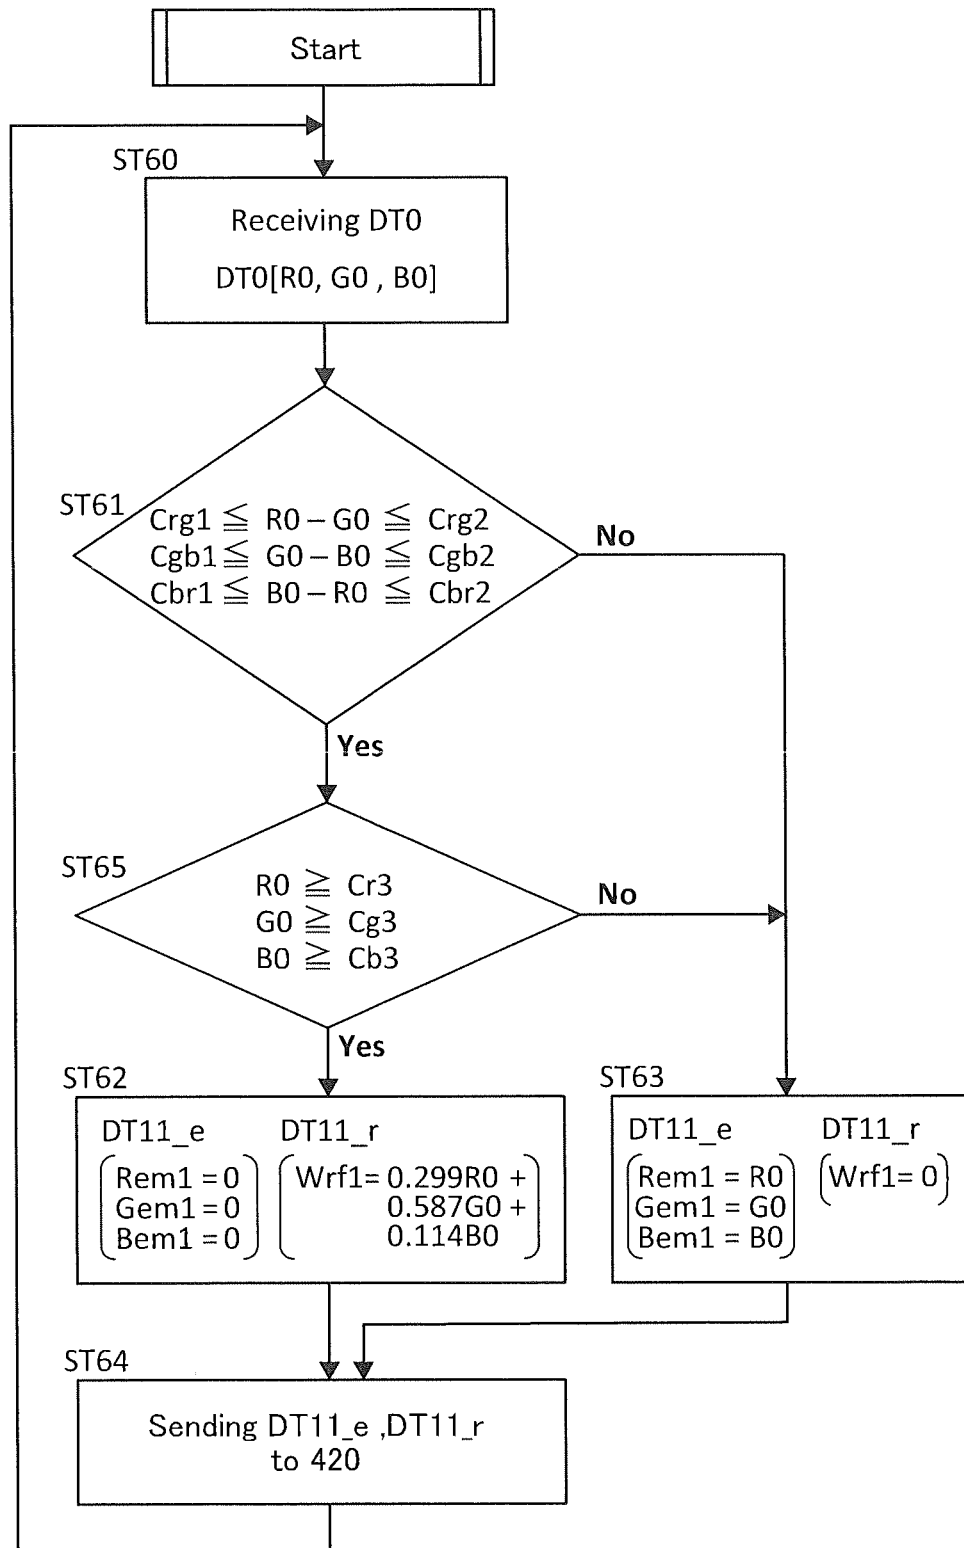 Start
ST60
Receiving DT0
DT0[R0, G0 , B0]
ST61
Crg1 ≦ R0 – G0 ≦ Crg2
Cgb1 ≦ G0 – B0 ≦ Cgb2
Cbr1 ≦ B0 – R0 ≦ Cbr2
No
Yes
ST65
R0 ≧ Cr3
G0 ≧ Cg3
B0 ≧ Cb3
No
Yes
ST62
DT11_e DT11_r
Rem1 = 0
Gem1 = 0
Bem1 = 0
Wrf1= 0.299R0 +
0.587G0 +
0.114B0
ST63
DT11_e DT11_r
Rem1 = R0
Gem1 = G0
Bem1 = B0
Wrf1= 0
ST64
Sending DT11_e ,DT11_r
to 420